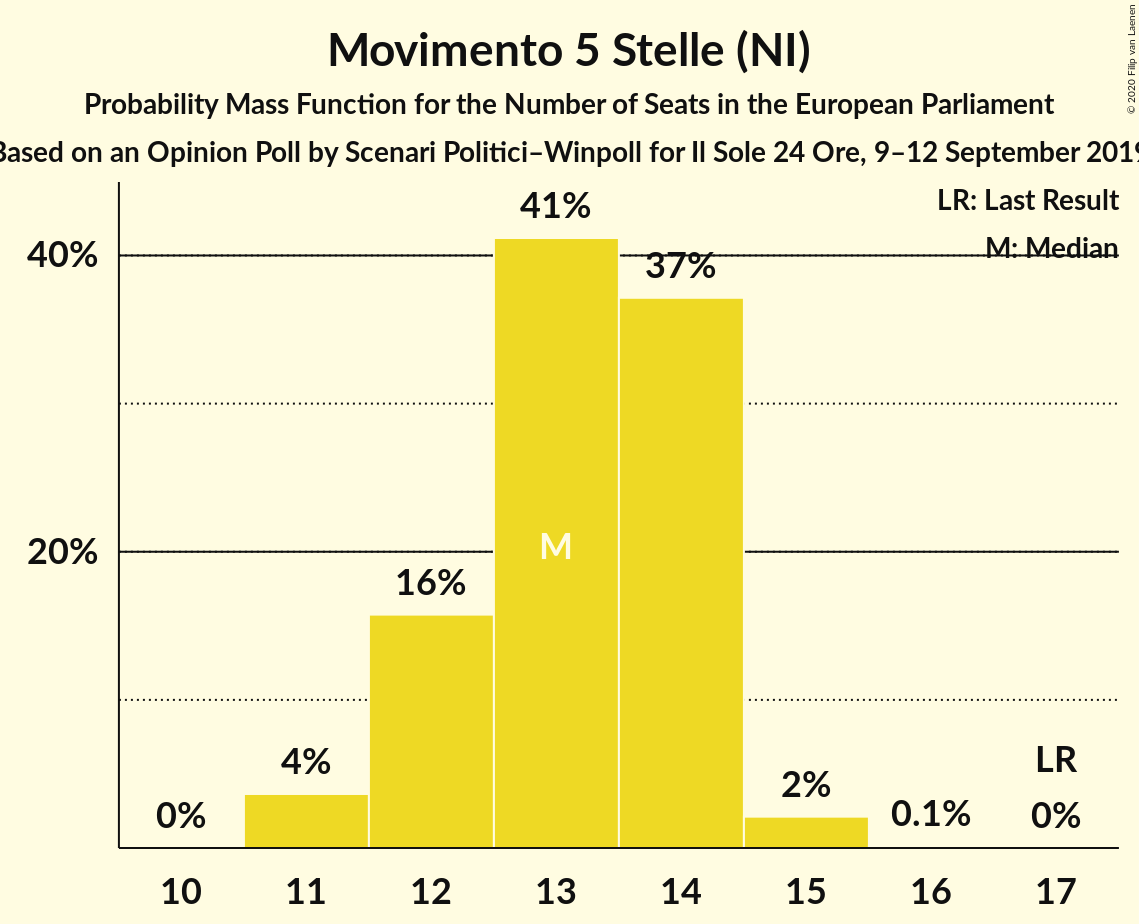 Movimento 5 Stelle (NI)
Probability Mass Function for the Number of Seats in the European Parliament
Based on an Opinion Poll by Scenari Politici–Winpoll for Il Sole 24 Ore, 9–12 September 2019
© 2020 Filip van Laenen
LR: Last Result
M: Median
40%
20%
0%
4%
16%
41%
M
37%
2%
0.1%
LR
0%
10 11 12 13 14 15 16 17